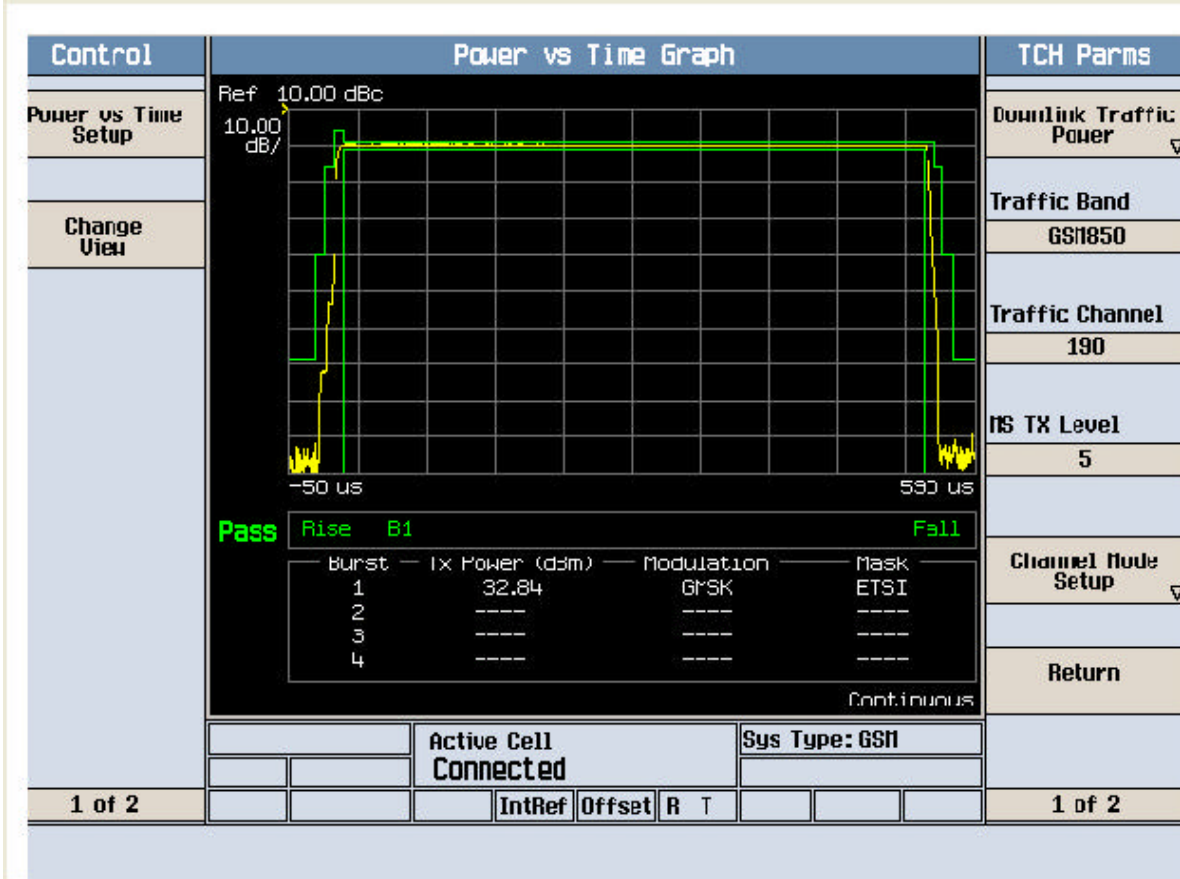 Control
Power vs Time Graph
TCH Parms
Power vs Time
Setup
Change
View
1 of 2
Ref 10.00 dBc
10.00
dB/
-50 us
590 us
Pass
Rise B1 Fall
Burst Tx Power (dBm) Modulation Mask
1 32.84 GMSK ETSI
2 ---- ---- ----
3 ---- ---- ----
4 ---- ---- ----
Continuous
Active Cell
Connected
Sys Type: GSM
IntRef Offset R T
Downlink Traffic
Power
Traffic Band
GSM850
Traffic Channel
190
MS TX Level
5
Channel Mode
Setup
Return
1 of 2